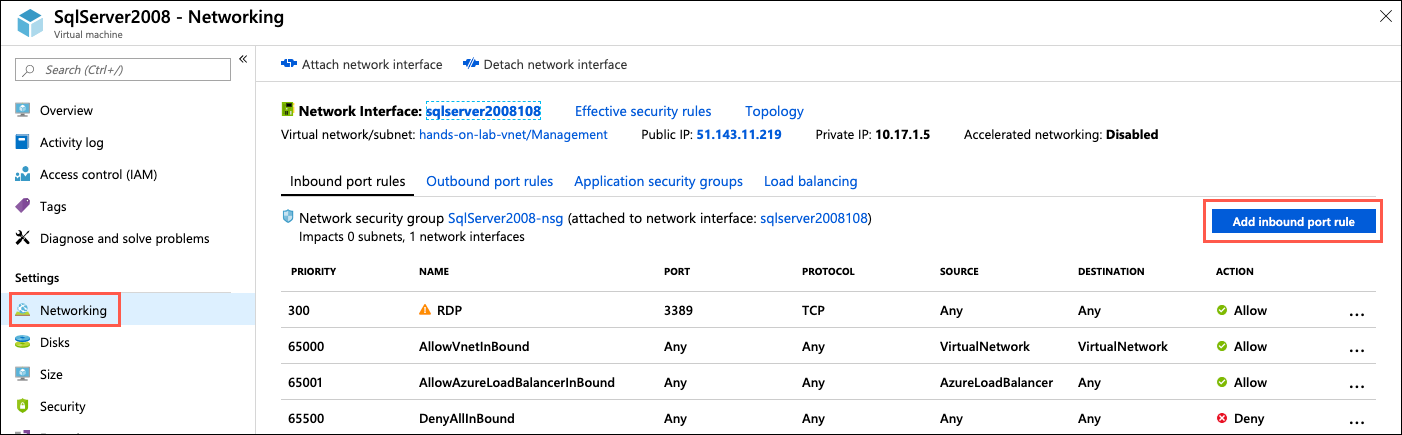 SqlServer2008 - Networking
Virtual machine
Search (Ctrl+/)
«
Overview
Activity log
Access control (IAM)
Tags
Diagnose and solve problems
Settings
Networking
Disks
Size
Security
Attach network interface Detach network interface
Network Interface: sqlserver2008108 Effective security rules Topology
Virtual network/subnet: hands-on-lab-vnet/Management Public IP: 51.143.11.219 Private IP: 10.17.1.5 Accelerated networking: Disabled
Inbound port rules Outbound port rules Application security groups Load balancing
Network security group SqlServer2008-nsg (attached to network interface: sqlserver2008108)
Impacts 0 subnets, 1 network interfaces
Add inbound port rule
PRIORITY NAME PORT PROTOCOL SOURCE DESTINATION ACTION
300 RDP 3389 TCP Any Any Allow ...
65000 AllowVnetInBound Any Any VirtualNetwork VirtualNetwork Allow ...
65001 AllowAzureLoadBalancerInBound Any Any AzureLoadBalancer Any Allow ...
65500 DenyAllInBound Any Any Any Any Deny ...